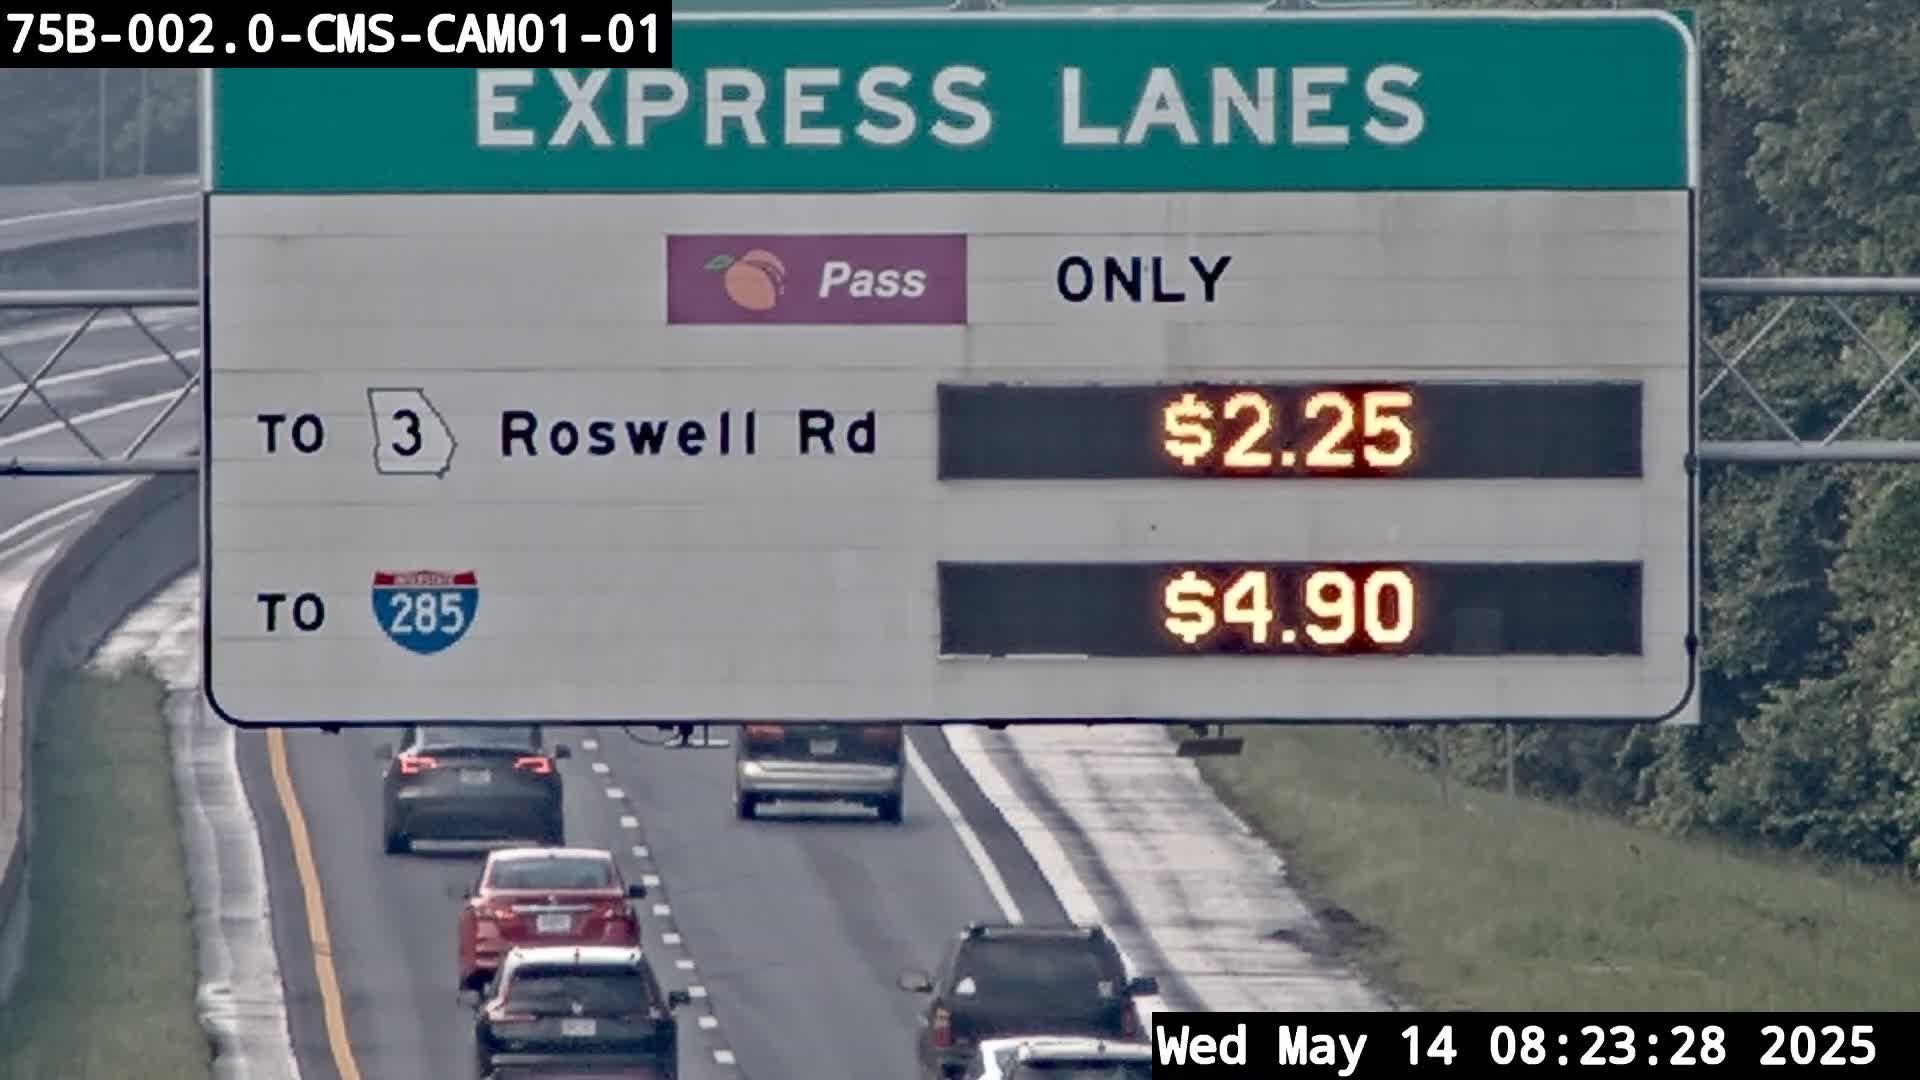 75B-002.0-CMS-CAM01-01
EXPRESS LANES
Pass ONLY
TO 3 Roswell Rd $2.25
TO INTERSTATE 285 $4.90
Wed May 14 08:23:28 2025